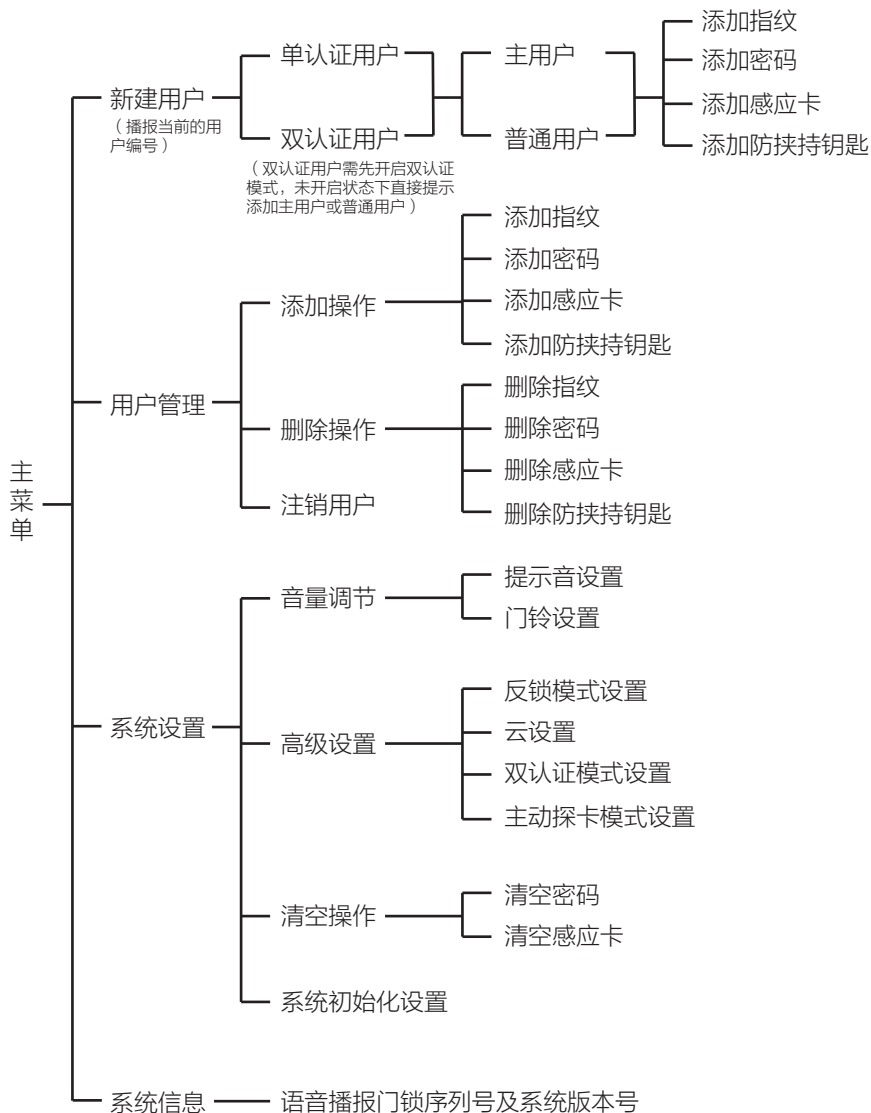 主菜单
新建用户
（播报当前的用
户编号）
单认证用户
双认证用户
（双认证用户需先开启双认证
模式，未开启状态下直接提示
添加主用户或普通用户）
主用户
普通用户
添加指纹
添加密码
添加感应卡
添加防挟持钥匙
用户管理
添加操作
添加指纹
添加密码
添加感应卡
添加防挟持钥匙
删除操作
删除指纹
删除密码
删除感应卡
删除防挟持钥匙
注销用户
系统设置
音量调节
提示音设置
门铃设置
高级设置
反锁模式设置
云设置
双认证模式设置
主动探卡模式设置
清空操作
清空密码
清空感应卡
系统初始化设置
系统信息
语音播报门锁序列号及系统版本号